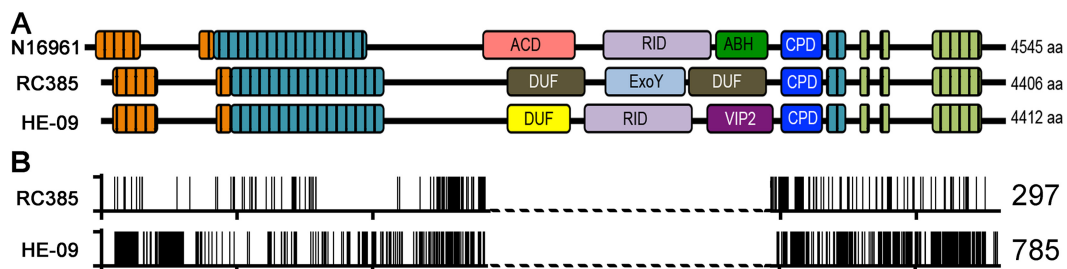 A
N16961 ACD RID ABH CPD 4545 aa
RC385 DUF ExoY DUF CPD 4406 aa
HE-09 DUF RID VIP2 CPD 4412 aa
B
RC385 297
HE-09 785